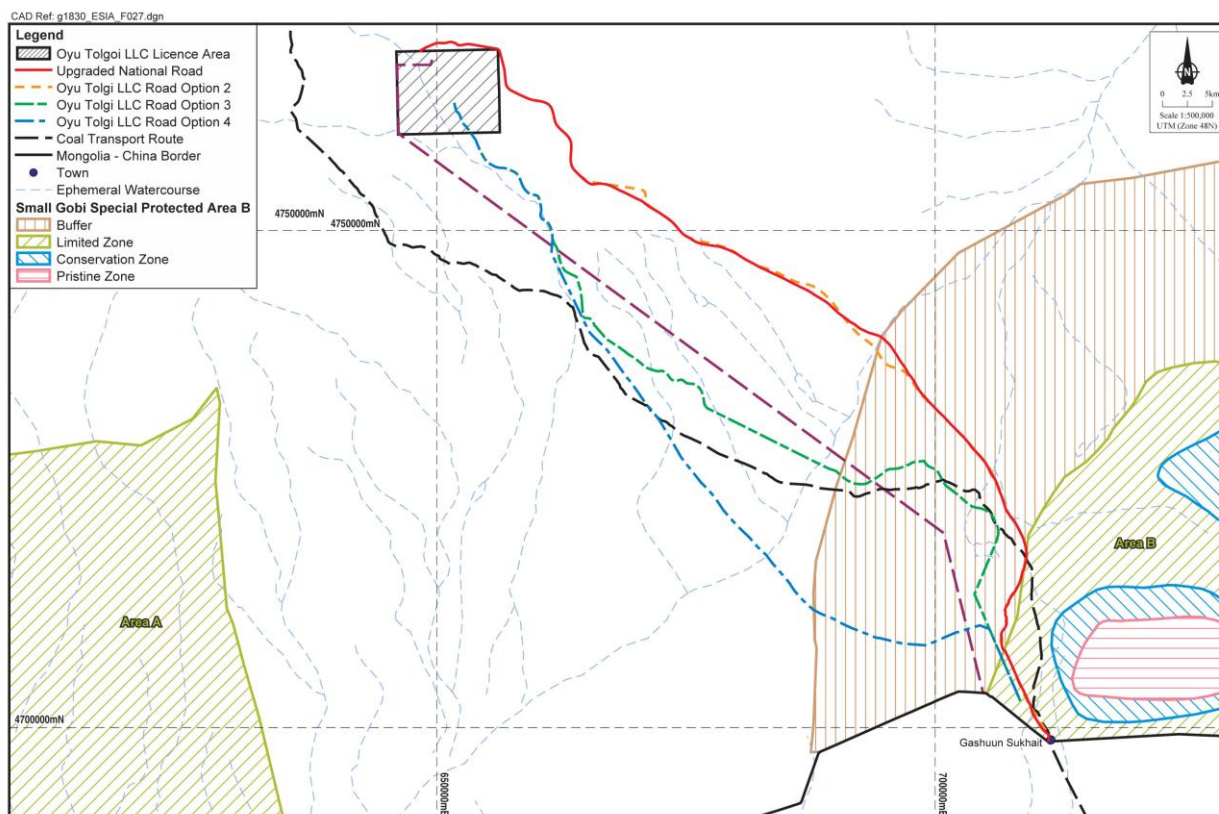 CAD Ref: g1830_ESIA_F027.dgn
Legend
Oyu Tolgoi LLC Licence Area
Upgraded National Road
Oyu Tolgi LLC Road Option 2
Oyu Tolgi LLC Road Option 3
Oyu Tolgi LLC Road Option 4
Coal Transport Route
Mongolia - China Border
Town
Ephemeral Watercourse
Small Gobi Special Protected Area B
Buffer
Limited Zone
Conservation Zone
Pristine Zone
N
0 2.5 5km
Scale 1:500,000
UTM (Zone 48N)
4750000mN
4750000mN
Area B
Area A
4700000mN
Gashuun Sukhait
650000mE
700000mE